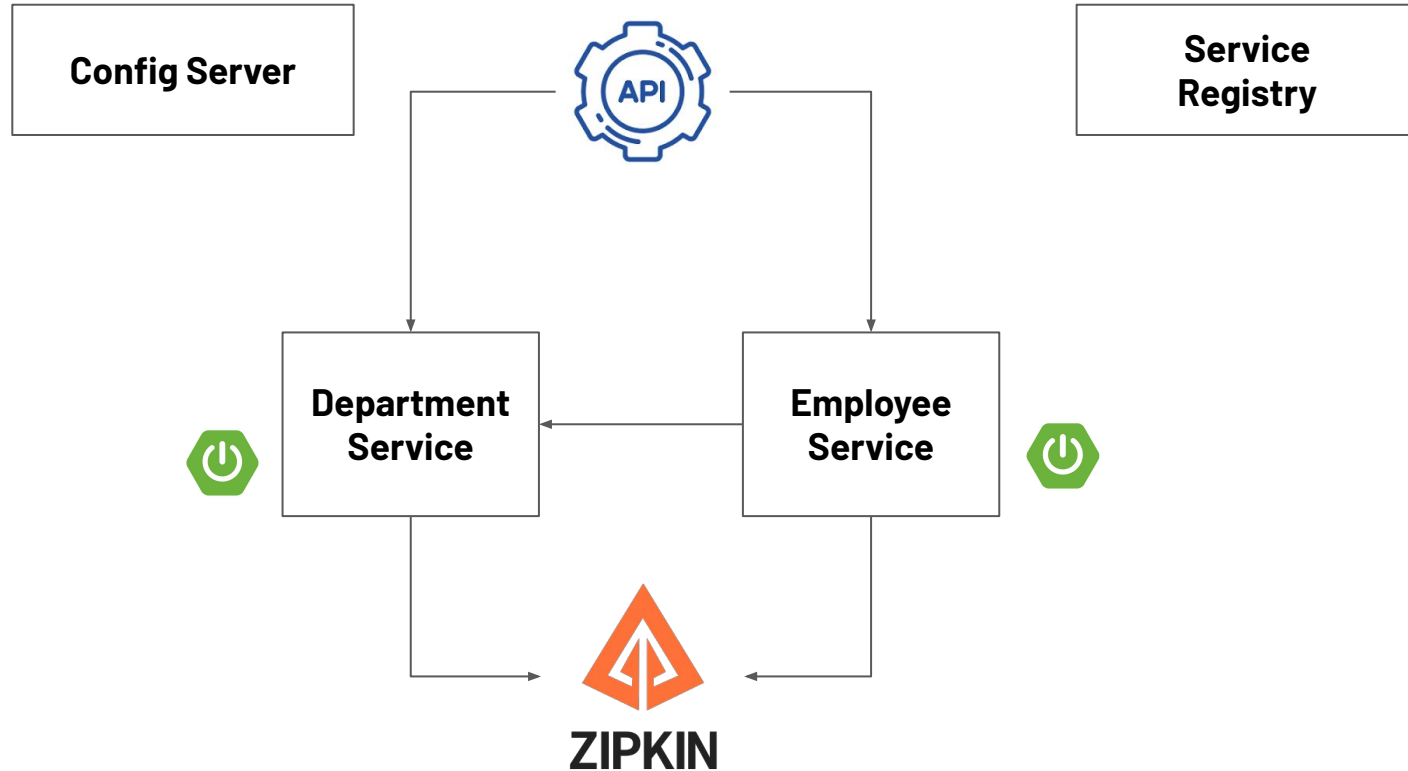 Config Server
API
Service
Registry
Department
Service
Employee
Service
ZIPKIN